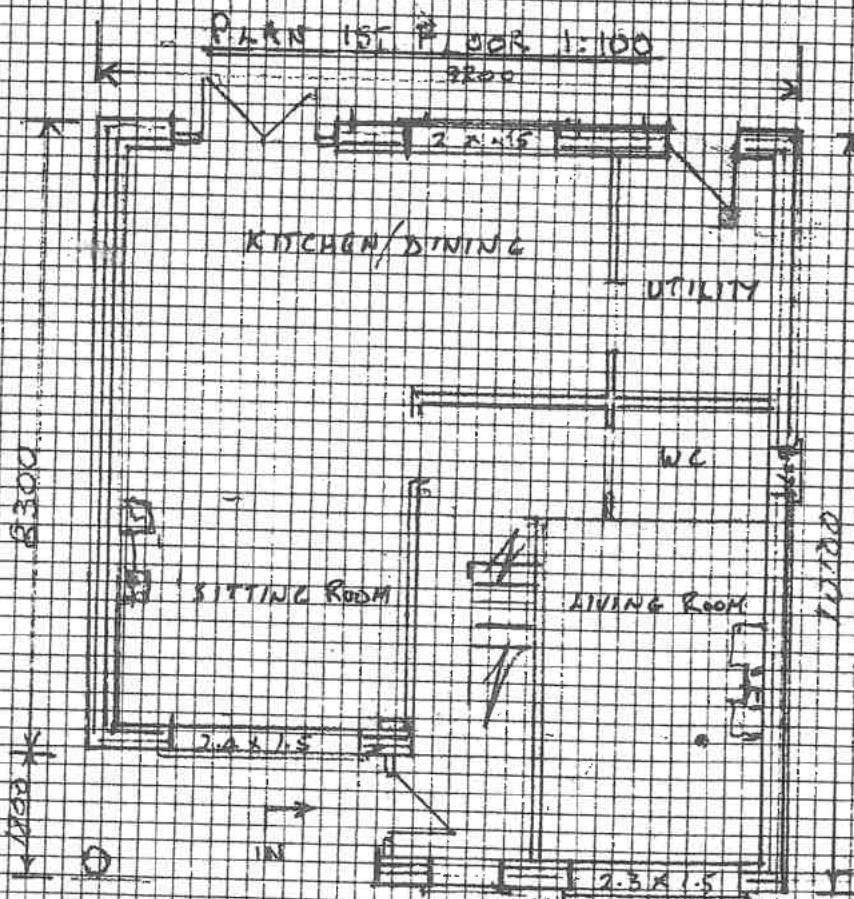 PLAN 1ST FLOOR 1:100
9200
2 x 1.5
KITCHEN/DINING
UTILITY
WC
8300
SITTING ROOM
LIVING ROOM
2.4 x 1.5
IN
2.3 x 1.5